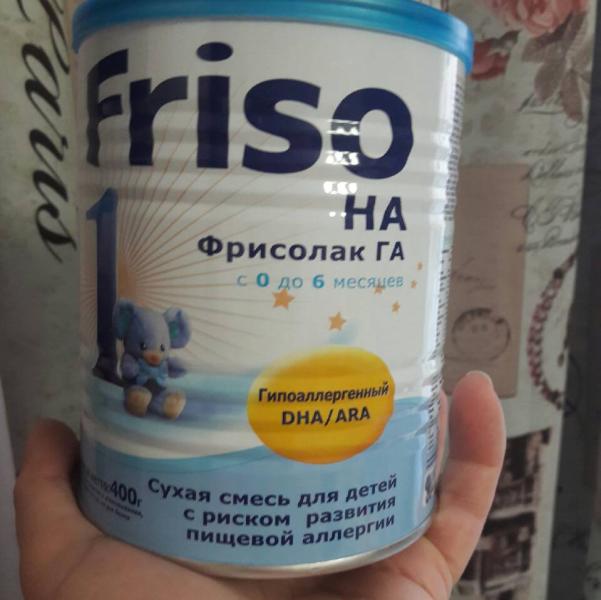 Paris
Friso
HA
1
Фрисолак ГА
с 0 до 6 месяцев
Гипоаллергенный
DHA/ARA
400г
Сухая смесь для детей
с риском развития
пищевой аллергии